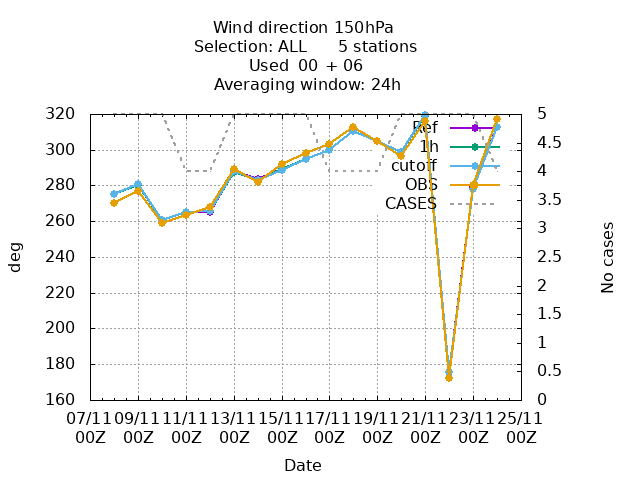 Wind direction 150hPa
Selection: ALL 5 stations
Used 00 + 06
Averaging window: 24h
320 5
Ref
4.5
300 1h
cutoff 4
280 OBS
3.5
CASES
260 3
deg
240 2.5
No cases
220 2
1.5
200
1
180
0.5
160 0
07/11 09/11 11/11 13/11 15/11 17/11 19/11 21/11 23/11 25/11
00Z 00Z 00Z 00Z 00Z 00Z 00Z 00Z 00Z 00Z
Date